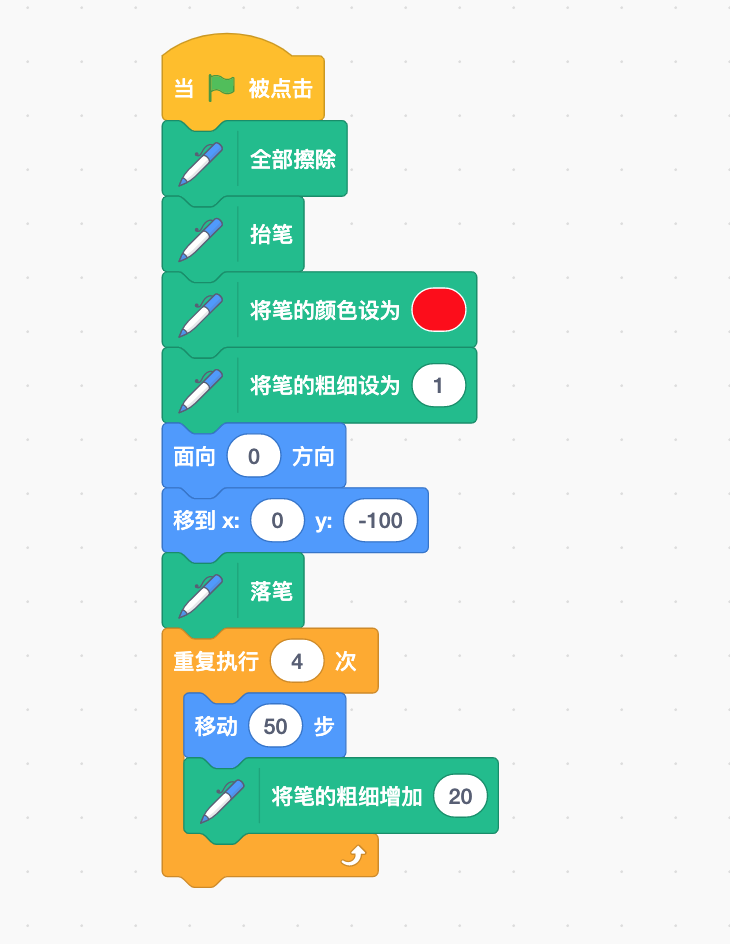 当 被点击
全部擦除
抬笔
将笔的颜色设为
将笔的粗细设为 1
面向 0 方向
移到 x: 0 y: -100
落笔
重复执行 4 次
移动 50 步
将笔的粗细增加 20